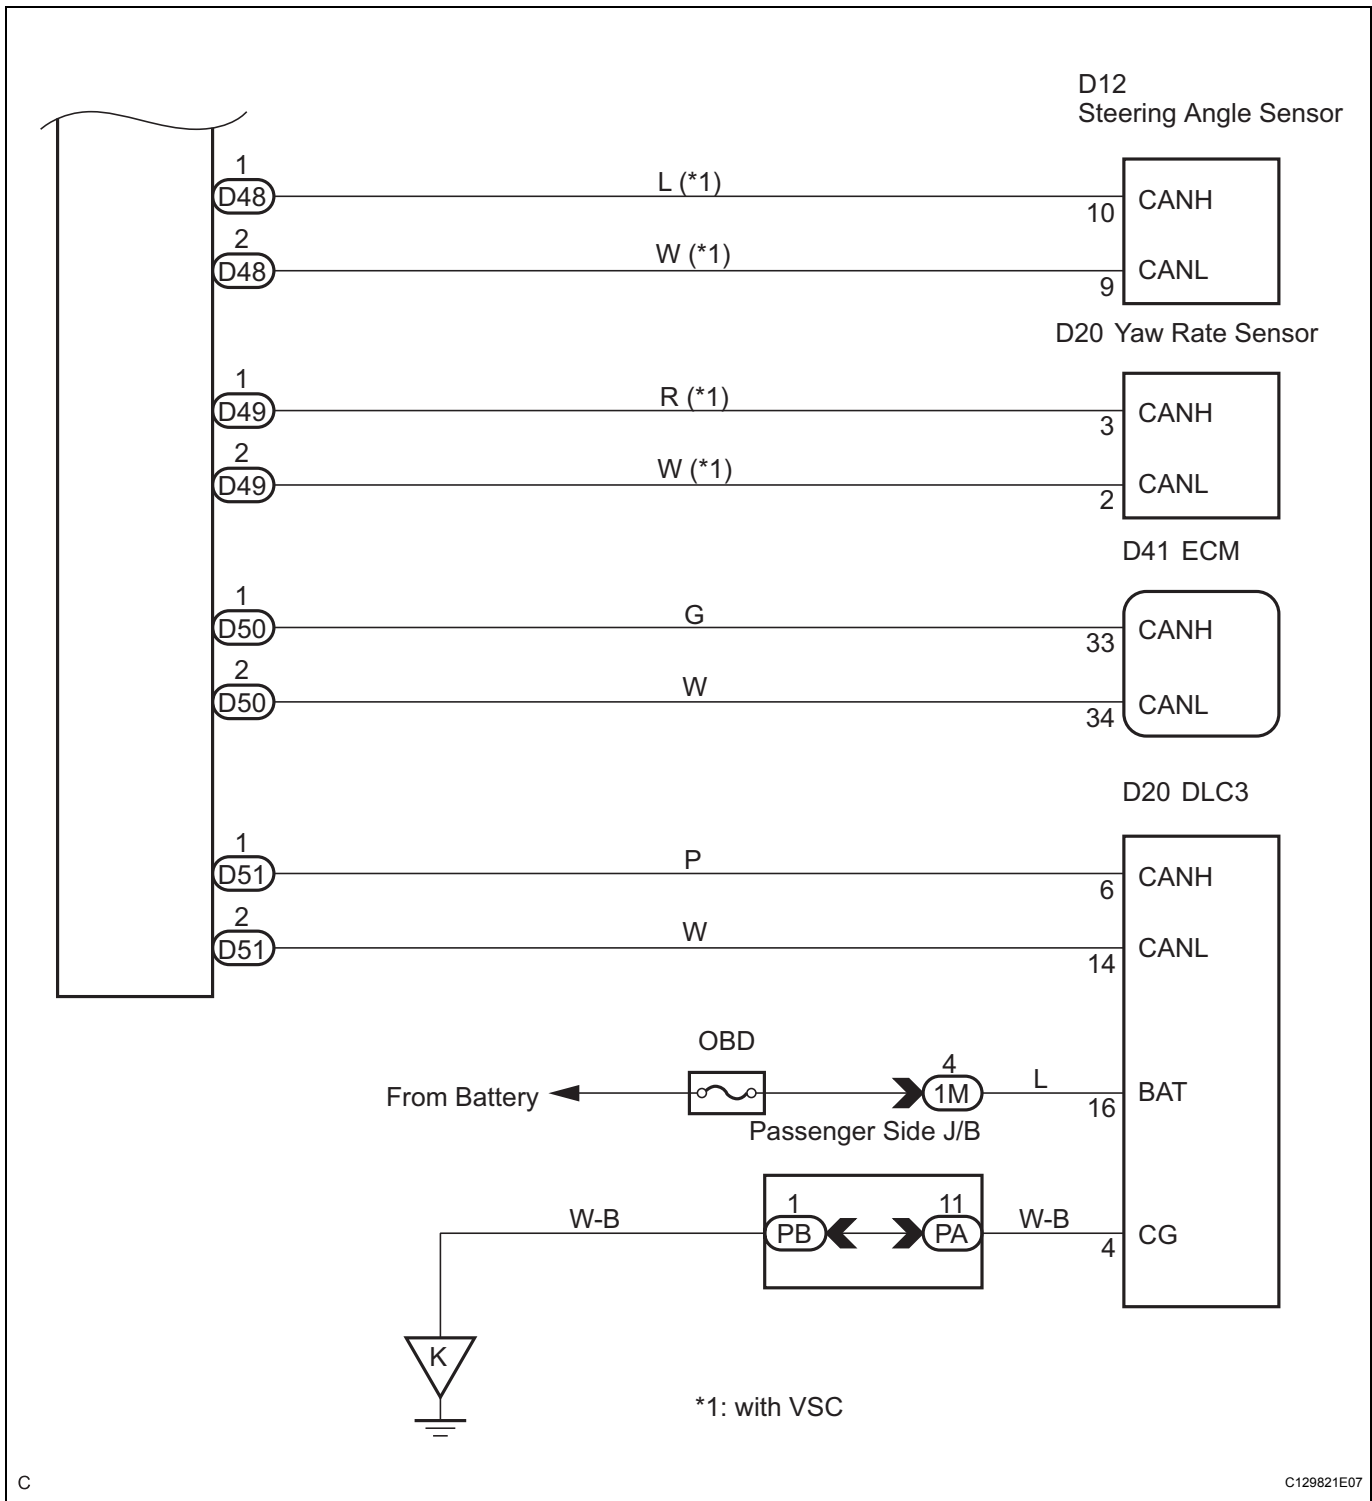 D12
Steering Angle Sensor
1
D48
L (*1)
10
CANH
2
D48
W (*1)
9
CANL
D20 Yaw Rate Sensor
1
D49
R (*1)
3
CANH
2
D49
W (*1)
2
CANL
D41 ECM
1
D50
G
33
CANH
2
D50
W
34
CANL
D20 DLC3
1
D51
P
6
CANH
2
D51
W
14
CANL
OBD
From Battery
4
1M
L
16
BAT
Passenger Side J/B
W-B
1
PB
11
PA
W-B
4
CG
K
*1: with VSC
C
C129821E07